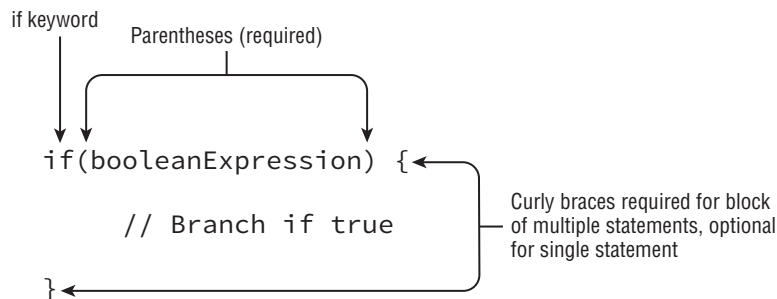 if keyword
Parentheses (required)
if(booleanExpression) {
// Branch if true
}
Curly braces required for block
of multiple statements, optional
for single statement